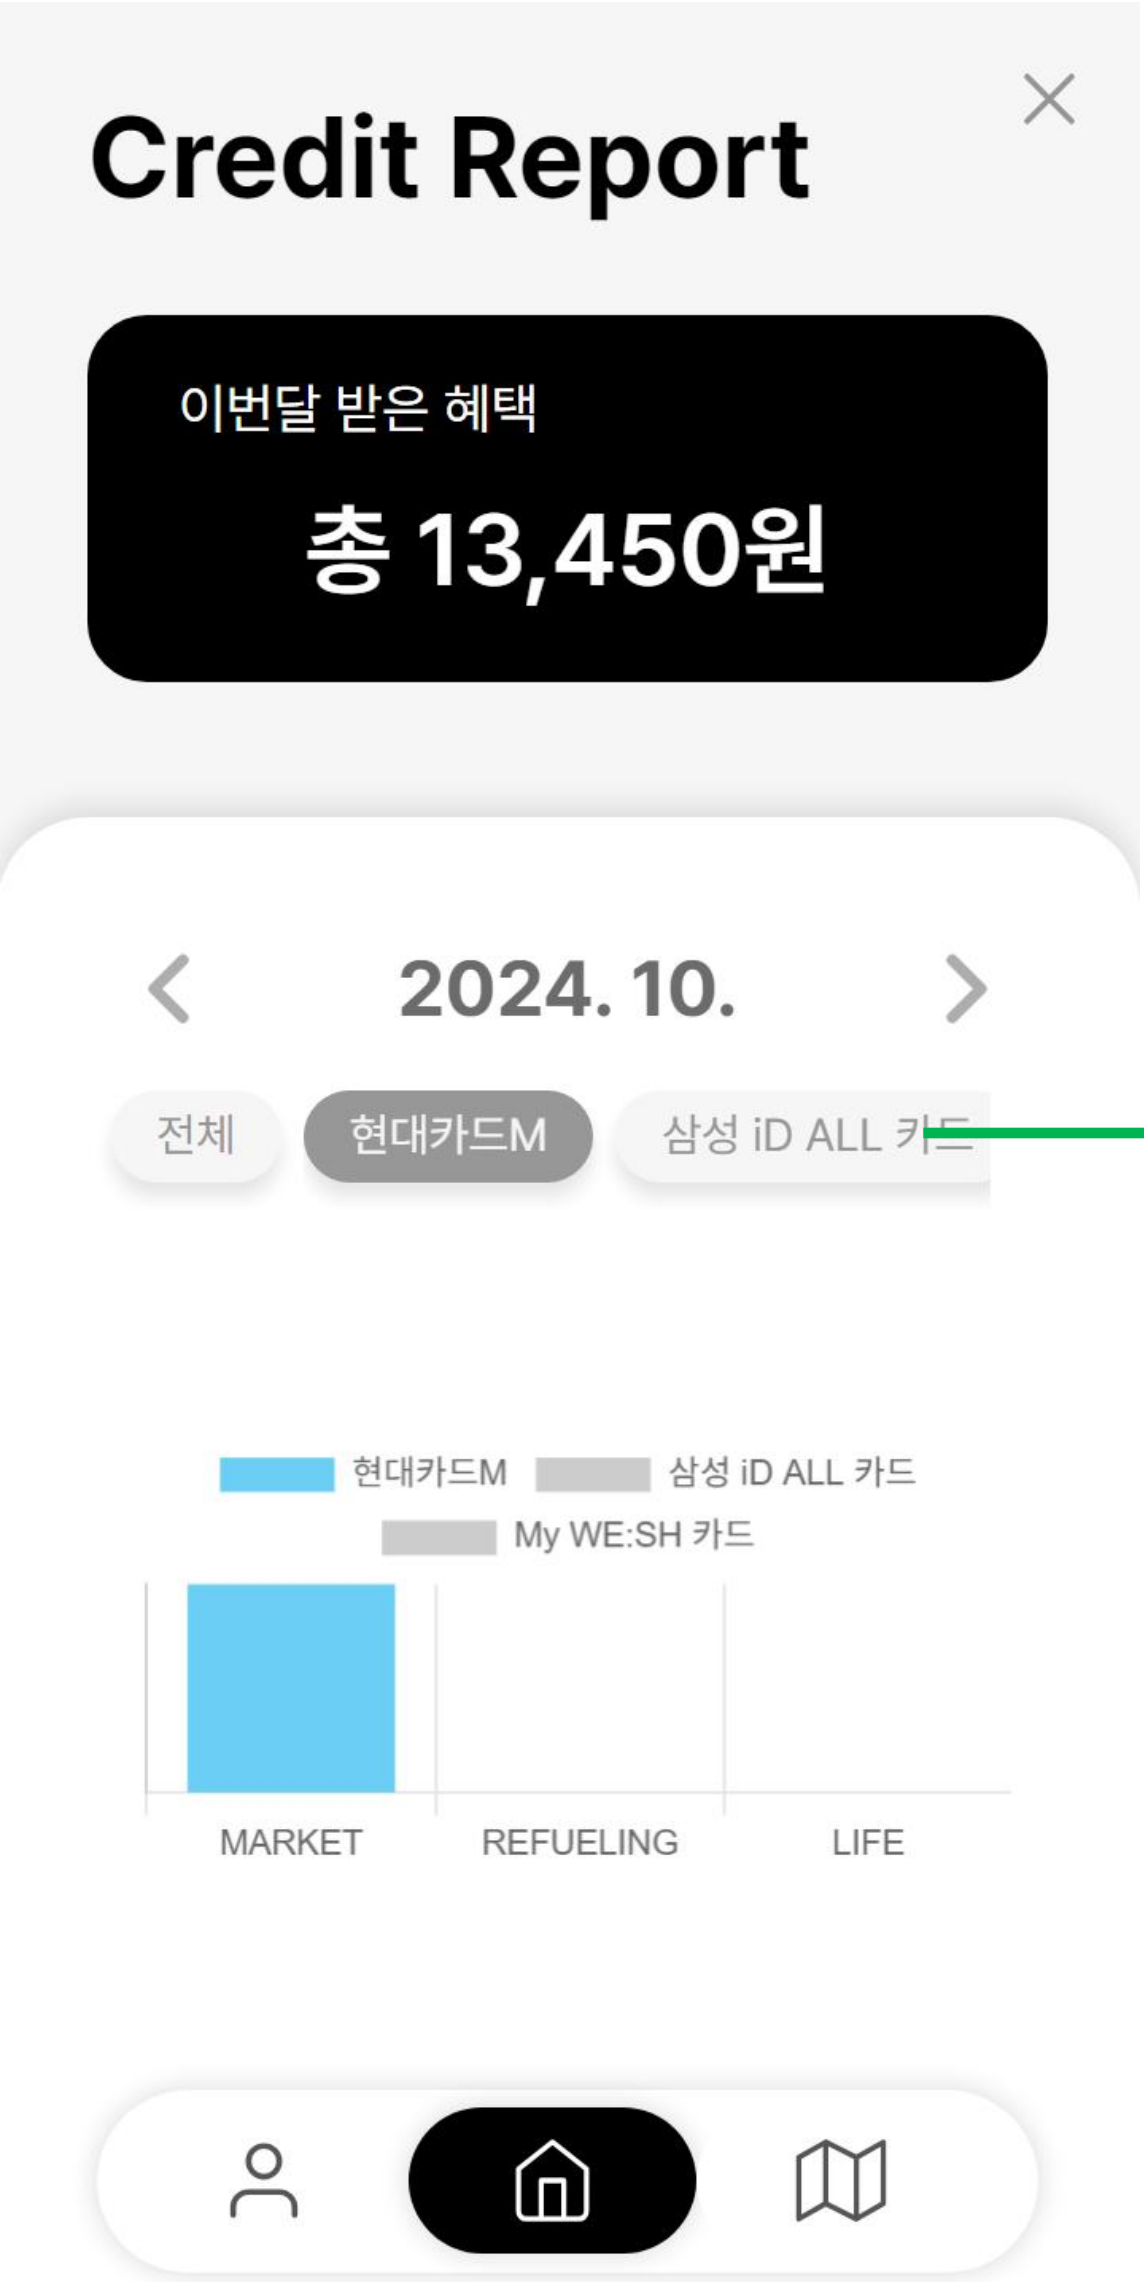 Credit Report
이번달 받은 혜택
총 13,450원
2024. 10.
전체 현대카드M 삼성 iD ALL 카드
현대카드M 삼성 iD ALL 카드
My WE:SH 카드
MARKET REFUELING LIFE